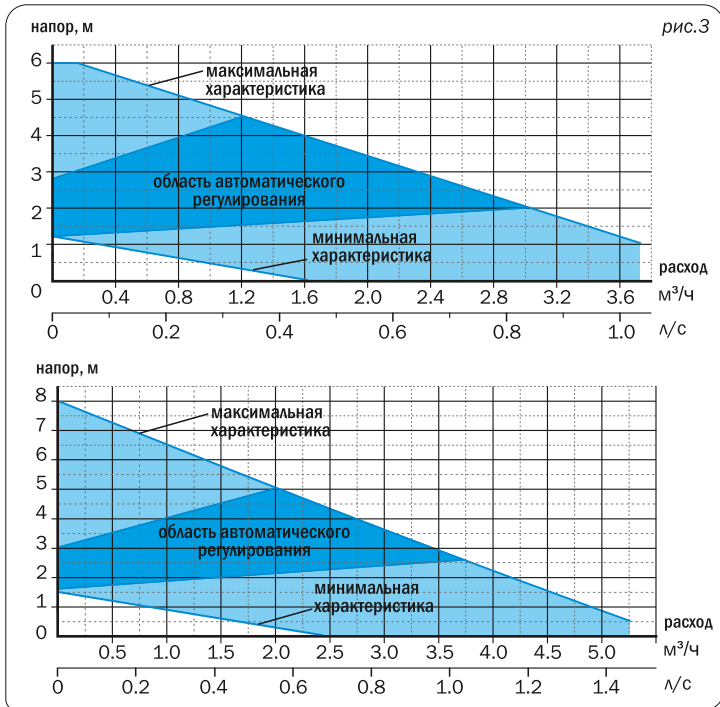 рис.3
напор, м
6
максимальная
характеристика
5
4
3
область автоматического
регулирования
2
минимальная
характеристика
1
0
расход
0.4 0.8 1.2 1.6 2.0 2.4 2.8 3.2 3.6 м³/ч
0 0.2 0.4 0.6 0.8 1.0 л/с
напор, м
8
максимальная
характеристика
7
6
5
4
область автоматического
регулирования
3
2
минимальная
характеристика
1
0
расход
0.5 1.0 1.5 2.0 2.5 3.0 3.5 4.0 4.5 5.0 м³/ч
0 0.2 0.4 0.6 0.8 1.0 1.2 1.4 л/с